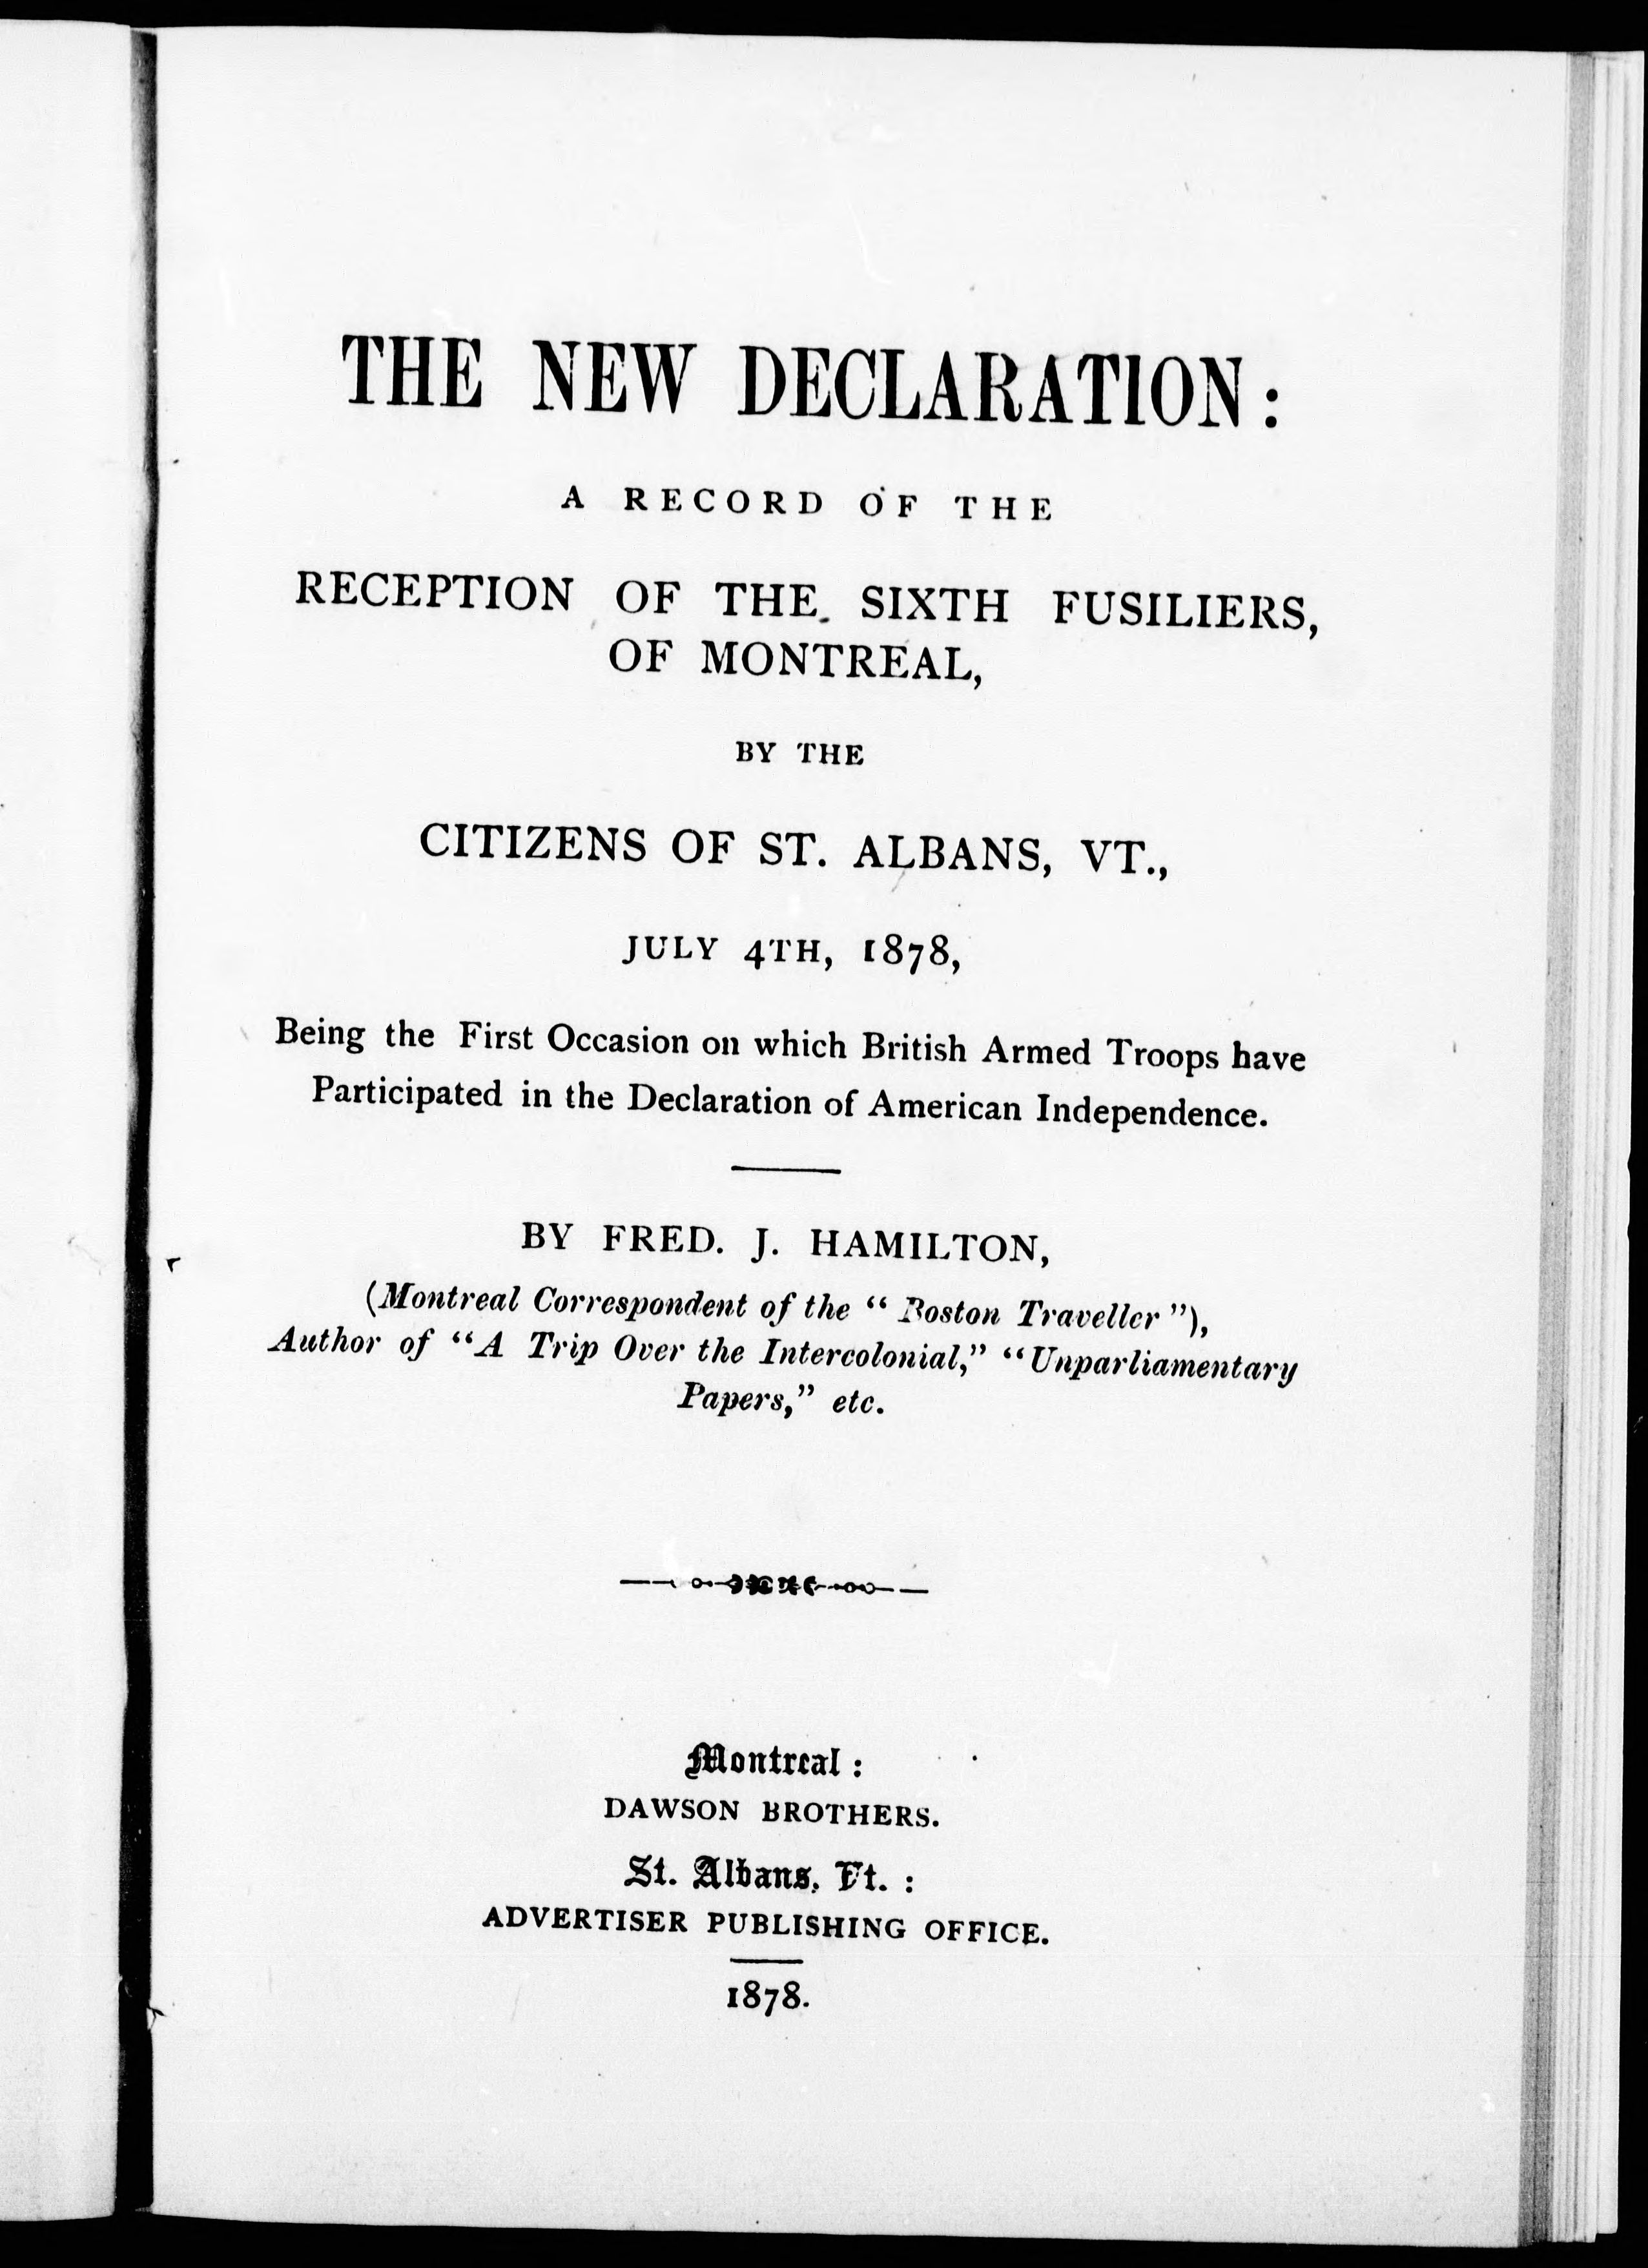 THE NEW DECLARATION:
A RECORD OF THE
RECEPTION OF THE SIXTH FUSILIERS,
OF MONTREAL,
BY THE
CITIZENS OF ST. ALBANS, VT.,
JULY 4TH, 1878,
Being the First Occasion on which British Armed Troops have
Participated in the Declaration of American Independence.
BY FRED. J. HAMILTON,
(Montreal Correspondent of the "Boston Traveller"),
Author of "A Trip Over the Intercolonial," "Unparliamentary
Papers," etc.
Montreal:
DAWSON BROTHERS.
St. Albans, Vt.:
ADVERTISER PUBLISHING OFFICE.
1878.